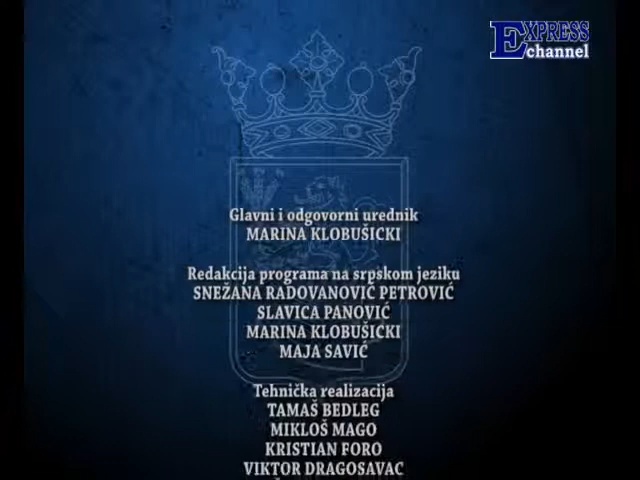 EXPRESS
channel
Glavni i odgovorni urednik
MARINA KLOBUŠICKI
Redakcija programa na srpskom jeziku
SNEŽANA RADOVANOVIĆ PETROVIĆ
SLAVICA PANOVIĆ
MARINA KLOBUŠICKI
MAJA SAVIĆ
Tehnička realizacija
TAMAŠ BEDLEG
MIKLOŠ MAGO
KRISTIAN FORO
VIKTOR DRAGOSAVAC